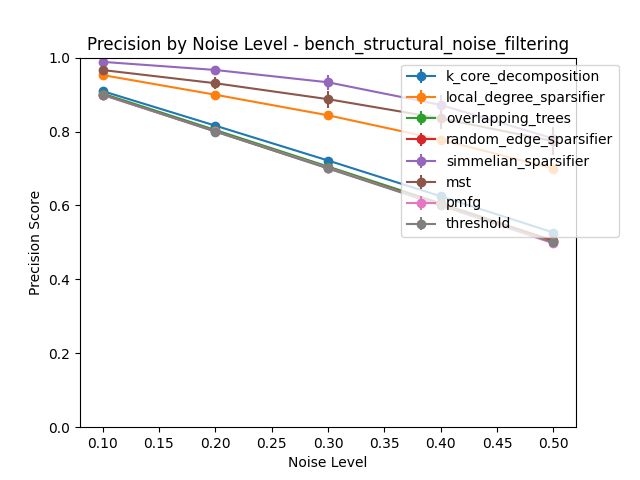 Precision by Noise Level - bench_structural_noise_filtering
1.0
0.8
0.6
0.4
0.2
0.0
Precision Score
k_core_decomposition
local_degree_sparsifier
overlapping_trees
random_edge_sparsifier
simmelian_sparsifier
mst
pmfg
threshold
0.10 0.15 0.20 0.25 0.30 0.35 0.40 0.45 0.50
Noise Level